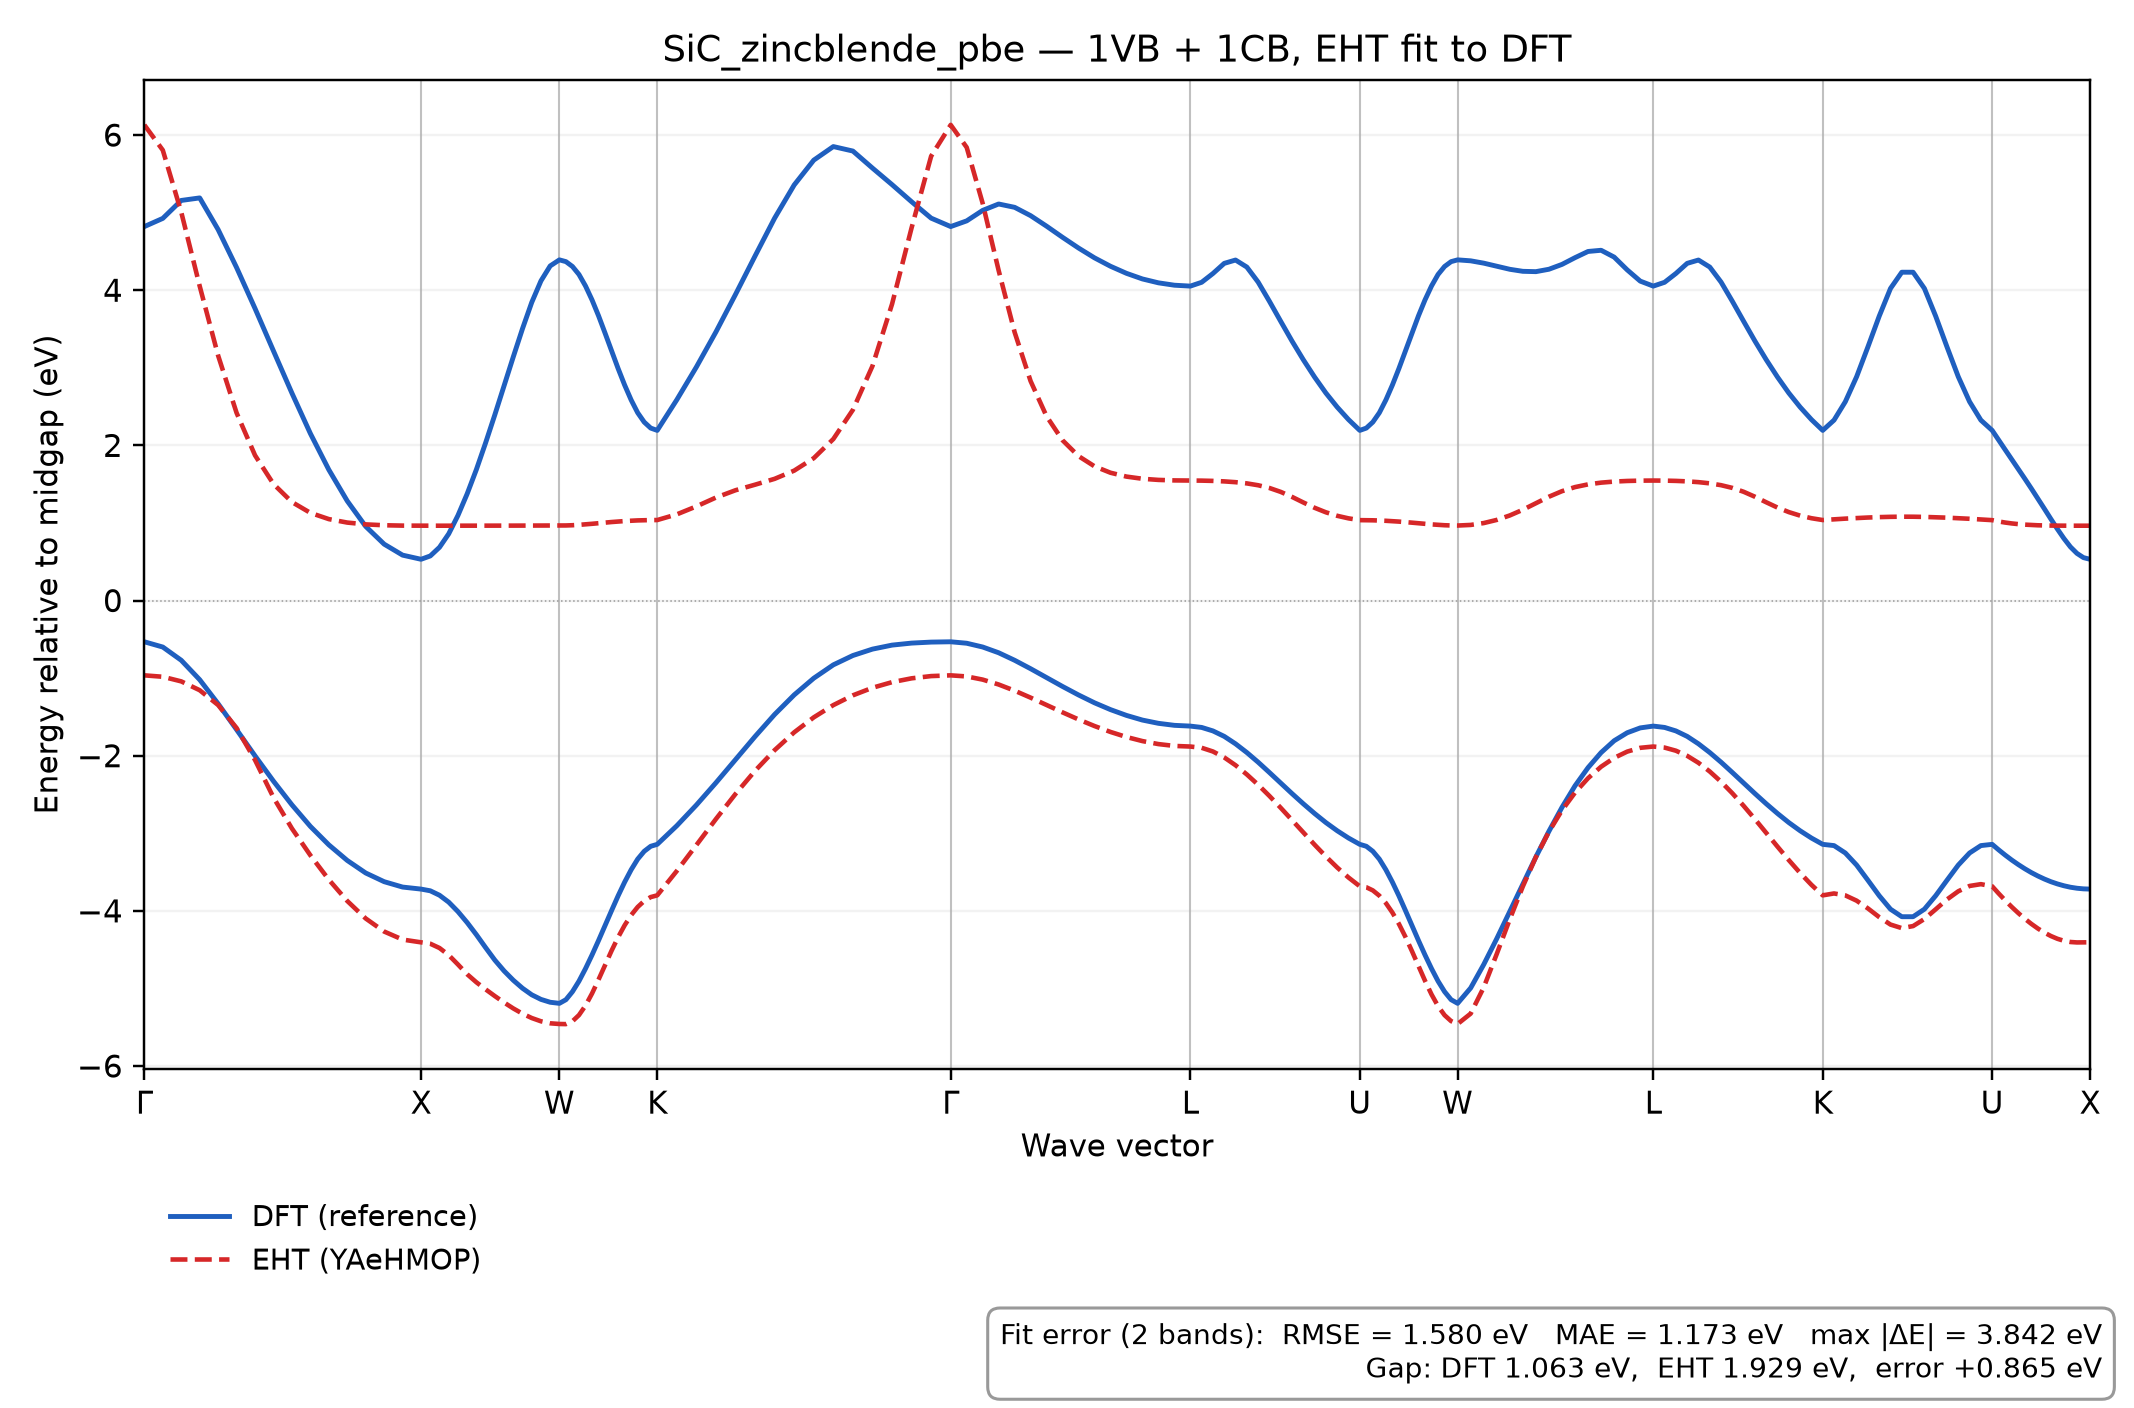 SiC_zincblende_pbe — 1VB + 1CB, EHT fit to DFT
Energy relative to midgap (eV)
6
4
2
0
−2
−4
−6
Γ X W K Γ L U W L K U X
Wave vector
DFT (reference)
EHT (YAeHMOP)
Fit error (2 bands):  RMSE = 1.580 eV   MAE = 1.173 eV   max |ΔE| = 3.842 eV
Gap: DFT 1.063 eV,  EHT 1.929 eV,  error +0.865 eV